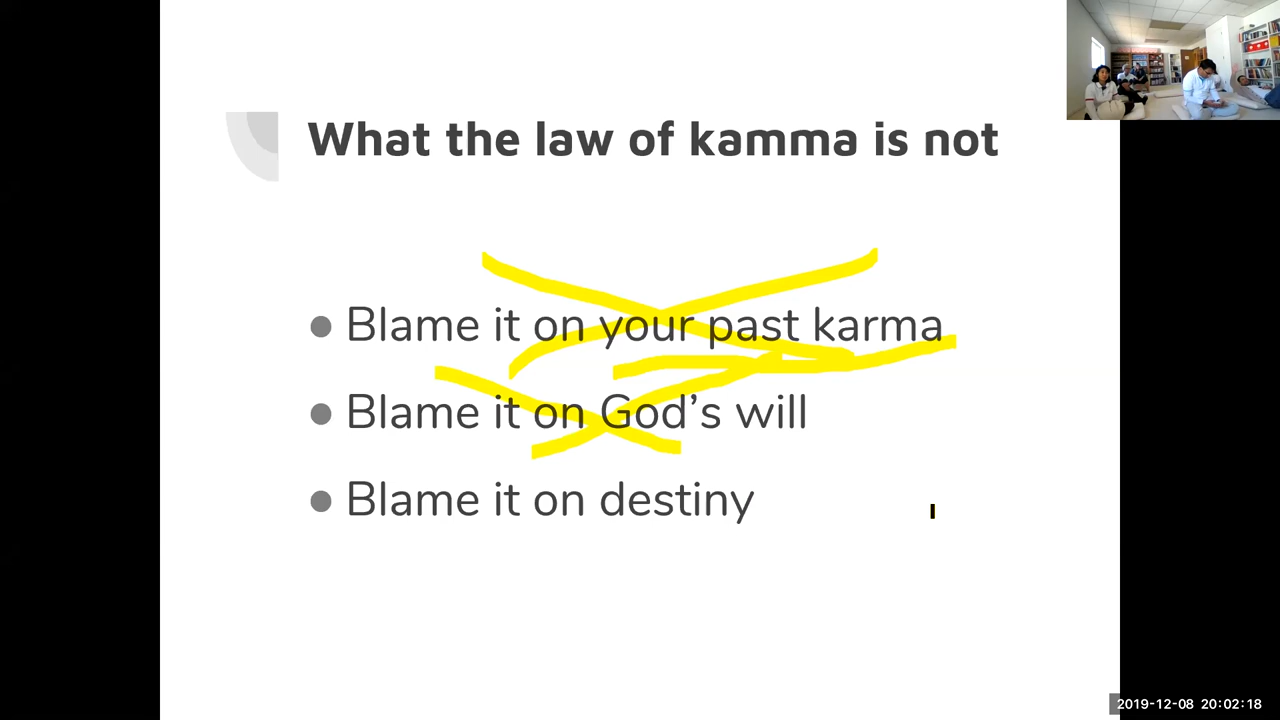 What the law of kamma is not
● Blame it on your past karma
● Blame it on God’s will
● Blame it on destiny
2019-12-08 20:02:18